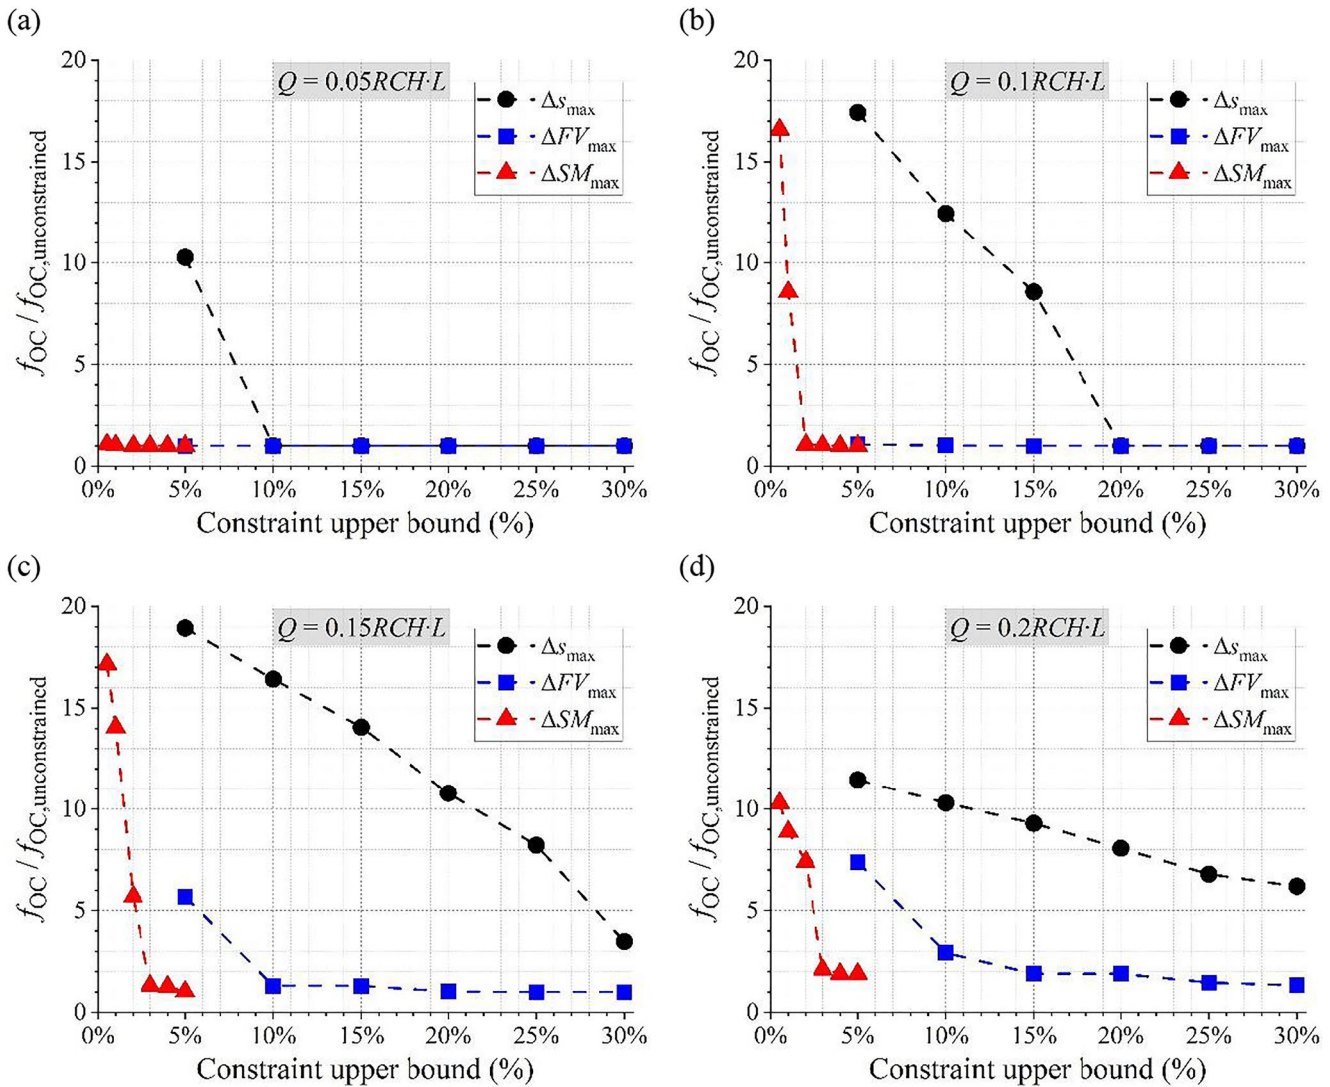 (a)
Q = 0.05RCH·L
Δsmax
ΔFVmax
ΔSMmax
fOC / fOC,unconstrained
20
15
10
5
0
0% 5% 10% 15% 20% 25% 30%
Constraint upper bound (%)
(b)
Q = 0.1RCH·L
Δsmax
ΔFVmax
ΔSMmax
fOC / fOC,unconstrained
20
15
10
5
0
0% 5% 10% 15% 20% 25% 30%
Constraint upper bound (%)
(c)
Q = 0.15RCH·L
Δsmax
ΔFVmax
ΔSMmax
fOC / fOC,unconstrained
20
15
10
5
0
0% 5% 10% 15% 20% 25% 30%
Constraint upper bound (%)
(d)
Q = 0.2RCH·L
Δsmax
ΔFVmax
ΔSMmax
fOC / fOC,unconstrained
20
15
10
5
0
0% 5% 10% 15% 20% 25% 30%
Constraint upper bound (%)